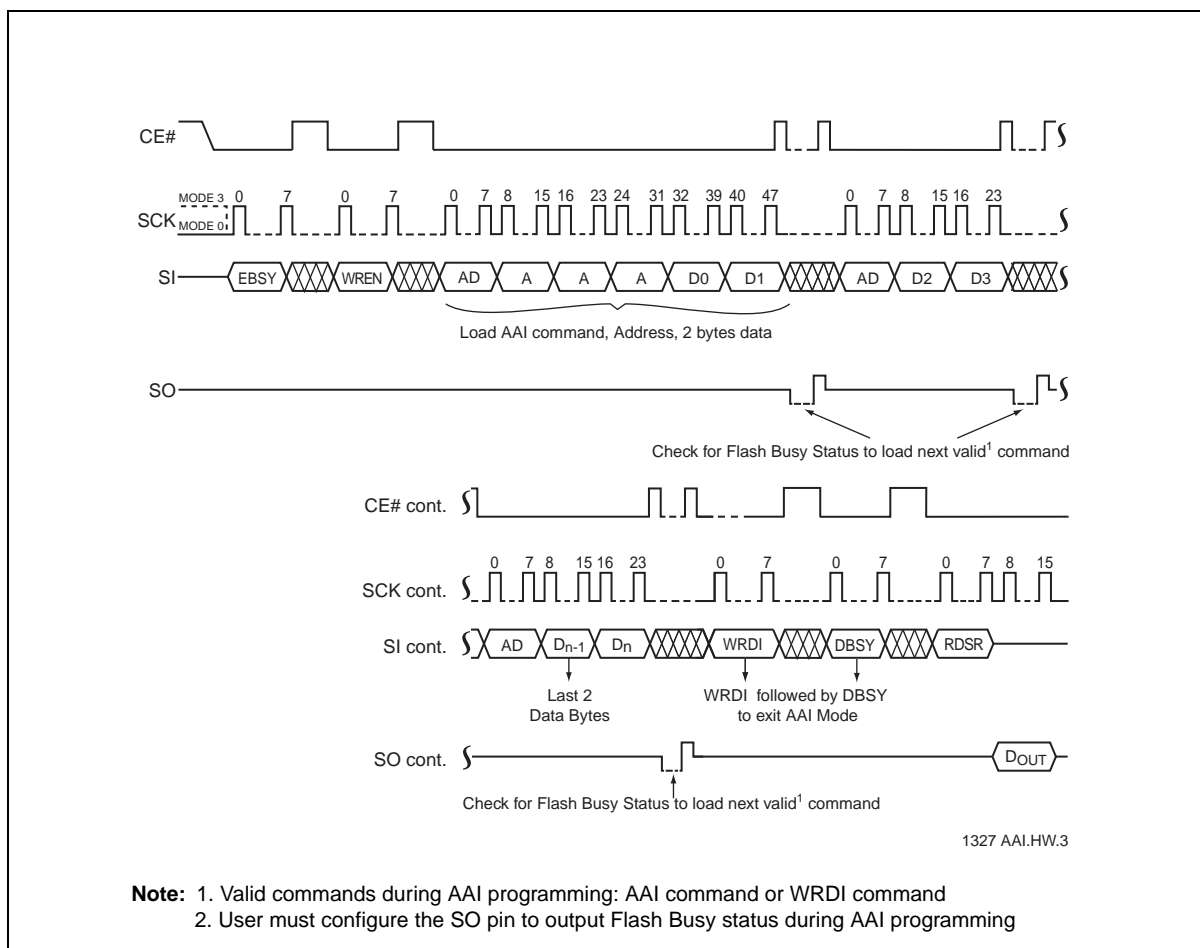 CE#
MODE 3
0 7 0 7 0 7 8 15 16 23 24 31 32 39 40 47 0 7 8 15 16 23
SCK
MODE 0
SI EBSY WREN AD A A A D0 D1 AD D2 D3
Load AAI command, Address, 2 bytes data
SO
Check for Flash Busy Status to load next valid1 command
CE# cont.
0 7 8 15 16 23 0 7 0 7 0 7 8 15
SCK cont.
SI cont. AD Dn-1 Dn WRDI DBSY RDSR
Last 2 WRDI followed by DBSY
Data Bytes to exit AAI Mode
SO cont. DOUT
Check for Flash Busy Status to load next valid1 command
1327 AAI.HW.3
Note: 1. Valid commands during AAI programming: AAI command or WRDI command
2. User must configure the SO pin to output Flash Busy status during AAI programming